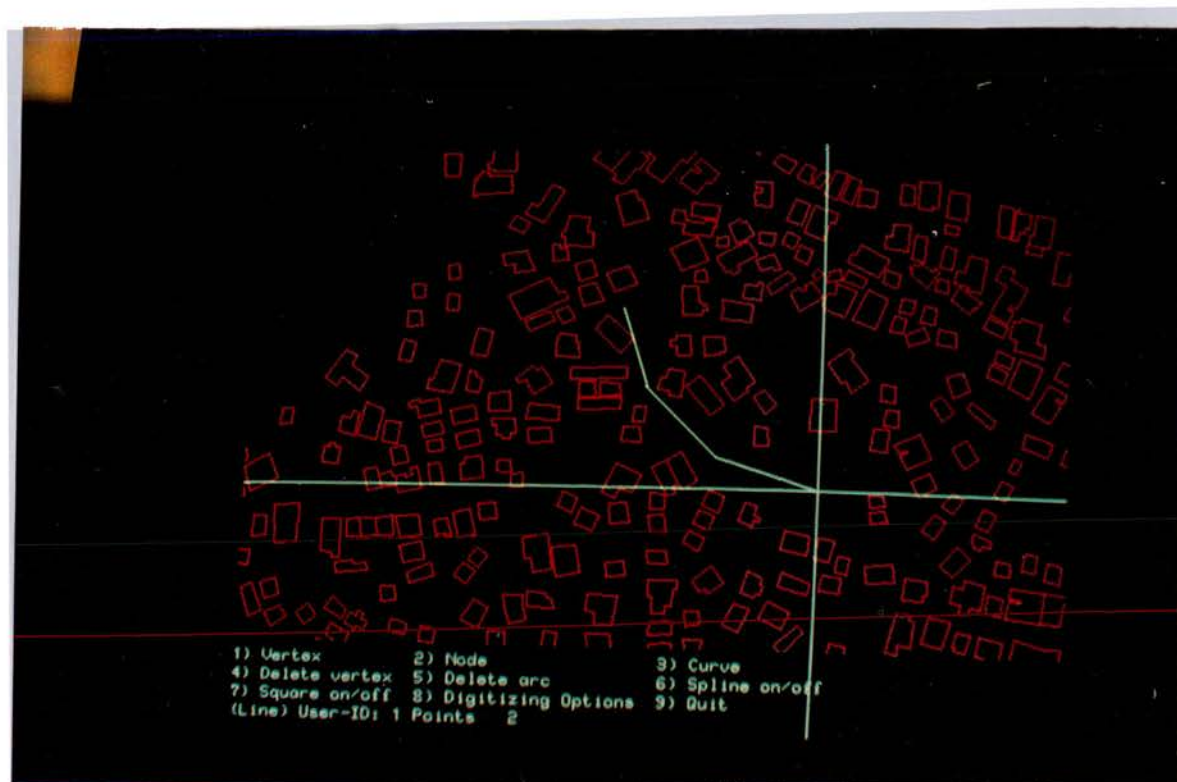 1) Vertex 2) Node 3) Curve
4) Delete vertex 5) Delete arc 6) Spline on/off
7) Square on/off 8) Digitizing Options 9) Quit
(Line) User-ID: 1 Points 2